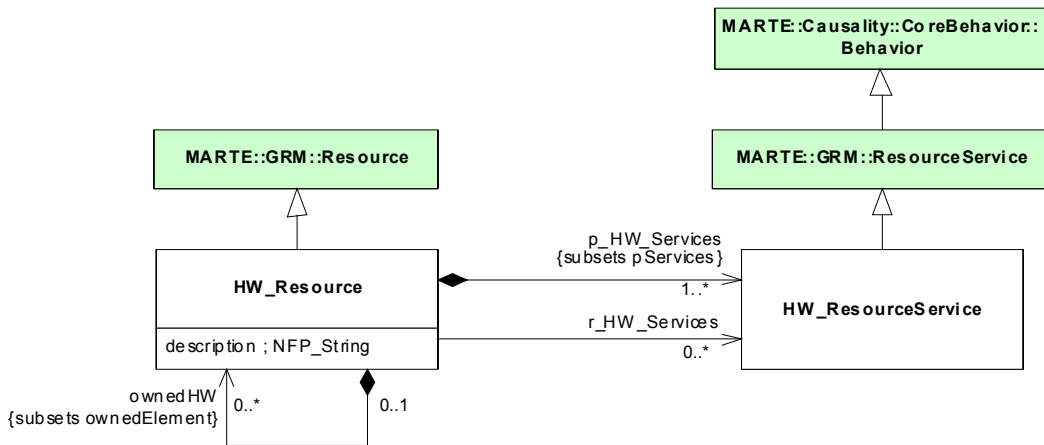 MARTE::Causality::CoreBehavior::
Behavior
MARTE::GRM::Resource
MARTE::GRM::ResourceService
p_HW_Services
{subsets pServices}
1..*
HW_Resource
HW_ResourceService
r_HW_Services
0..*
description ; NFP_String
ownedHW
{subsets ownedElement}
0..*
0..1